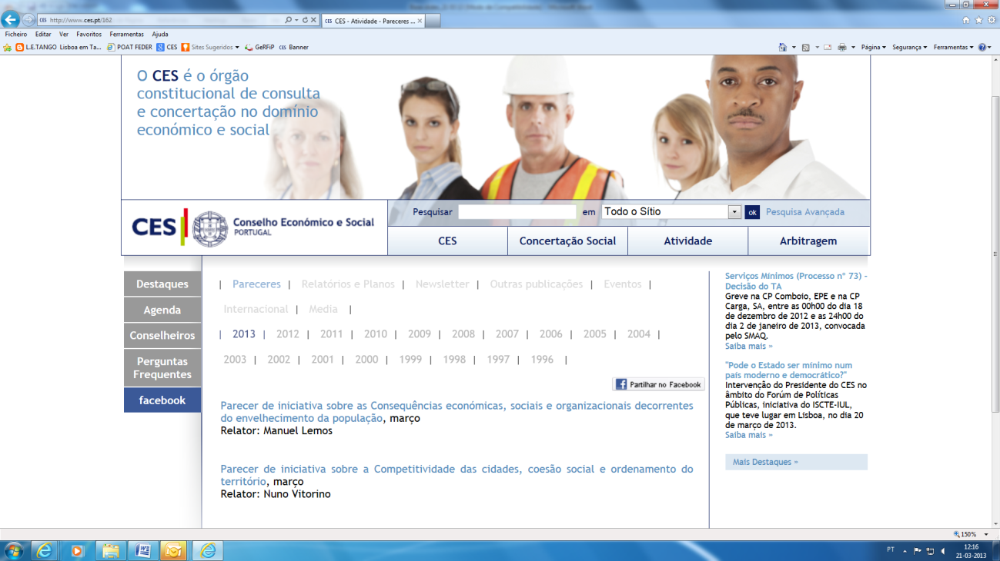 http://www.ces.pt/162
CES - Atividade - Pareceres ...
Ficheiro Editar Ver Favoritos Ferramentas Ajuda
L.E.TANGO Lisboa em Ta... POAT FEDER CES Sites Sugeridos GeRFiP CES Banner
Página Segurança Ferramentas
O CES é o órgão
constitucional de consulta
e concertação no domínio
económico e social
CES Conselho Económico e Social
PORTUGAL
Pesquisar em Todo o Sítio ok Pesquisa Avançada
CES Concertação Social Atividade Arbitragem
Destaques
Agenda
Conselheiros
Perguntas
Frequentes
facebook
| Pareceres | Relatórios e Planos | Newsletter | Outras publicações | Eventos |
Internacional | Media |
| 2013 | 2012 | 2011 | 2010 | 2009 | 2008 | 2007 | 2006 | 2005 | 2004 |
2003 | 2002 | 2001 | 2000 | 1999 | 1998 | 1997 | 1996 |
Partilhar no Facebook
Parecer de iniciativa sobre as Consequências económicas, sociais e organizacionais decorrentes
do envelhecimento da população, março
Relator: Manuel Lemos
Parecer de iniciativa sobre a Competitividade das cidades, coesão social e ordenamento do
território, março
Relator: Nuno Vitorino
Serviços Mínimos (Processo nº 73) -
Decisão do TA
Greve na CP Comboio, EPE e na CP
Carga, SA, entre as 00h00 do dia 18
de dezembro de 2012 e as 24h00 do
dia 2 de janeiro de 2013, convocada
pelo SMAQ.
Saiba mais »
"Pode o Estado ser mínimo num
país moderno e democrático?"
Intervenção do Presidente do CES no
âmbito do Forúm de Políticas
Públicas, iniciativa do ISCTE-IUL,
que teve lugar em Lisboa, no dia 20
de março de 2013.
Saiba mais »
Mais Destaques »
150%
PT
12:16
21-03-2013